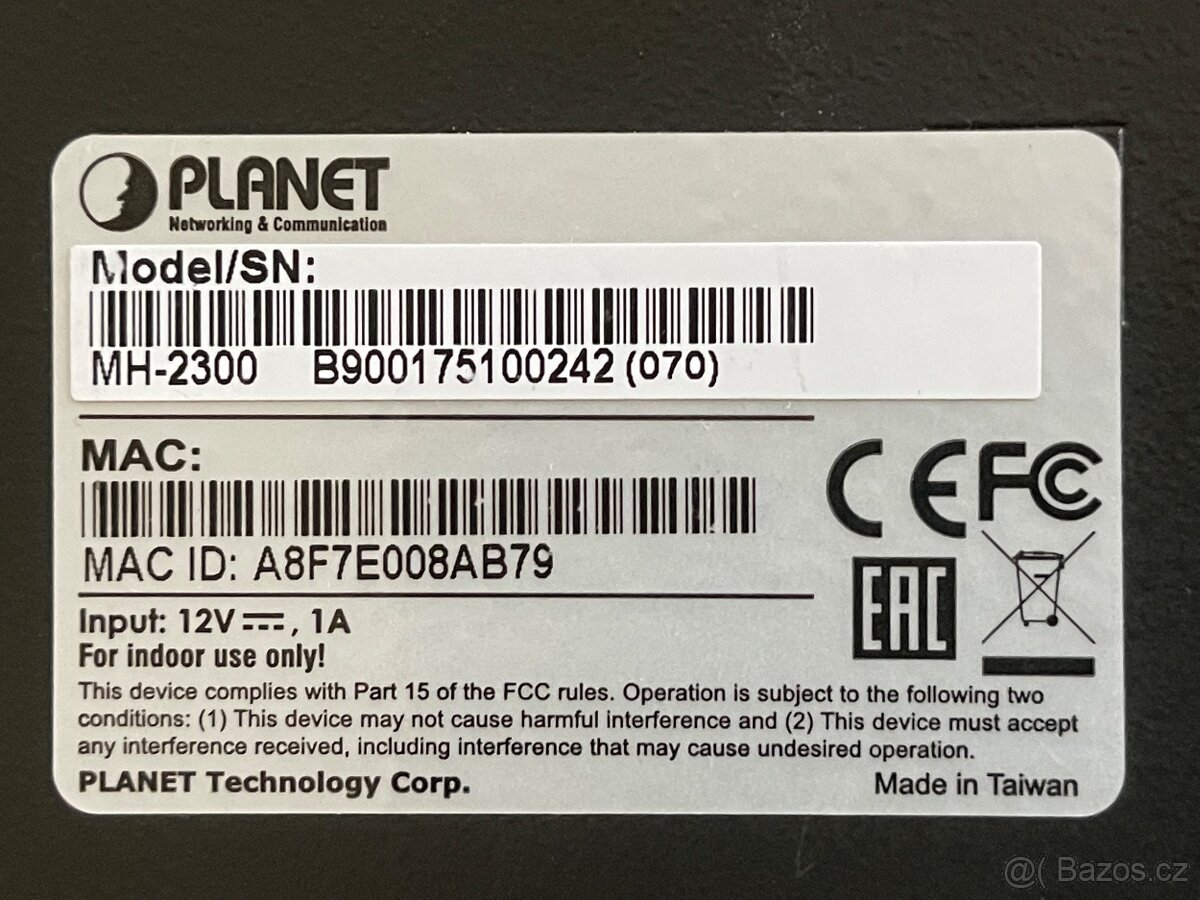 PLANET
Networking & Communication
Model/SN:
MH-2300 B900175100242 (070)
MAC:
MAC ID: A8F7E008AB79
CE FC
EAC
Input: 12V⎓, 1A
For indoor use only!
This device complies with Part 15 of the FCC rules. Operation is subject to the following two
conditions: (1) This device may not cause harmful interference and (2) This device must accept
any interference received, including interference that may cause undesired operation.
PLANET Technology Corp.
Made in Taiwan
@( Bazos.cz